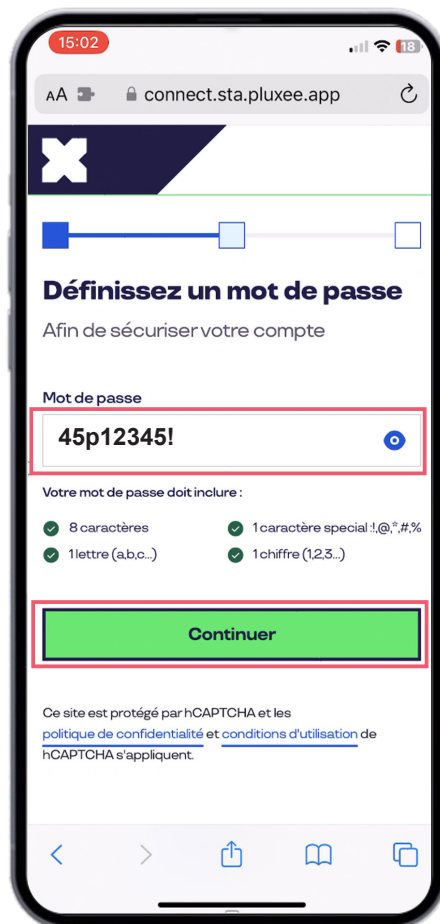 15:02
18
AA connect.sta.pluxee.app
Définissez un mot de passe
Afin de sécuriser votre compte
Mot de passe
45p12345!
Votre mot de passe doit inclure :
8 caractères
1 caractère special :!,@,*,#,%
1 lettre (a,b,c...)
1 chiffre (1,2,3...)
Continuer
Ce site est protégé par hCAPTCHA et les
politique de confidentialité et conditions d'utilisation de
hCAPTCHA s'appliquent.